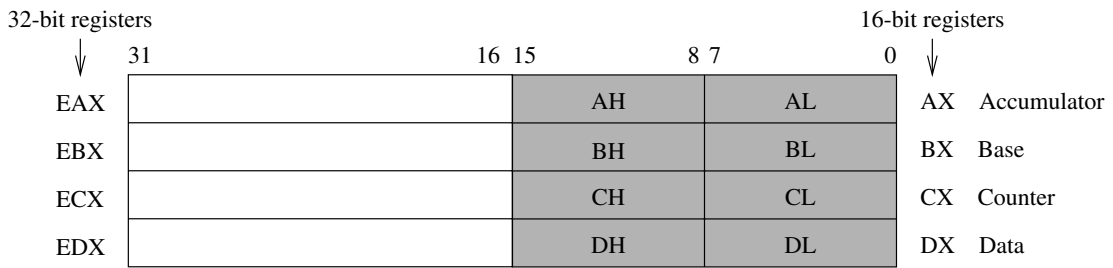 32-bit registers 16-bit registers
31 16 15 8 7 0
EAX AH AL AX Accumulator
EBX BH BL BX Base
ECX CH CL CX Counter
EDX DH DL DX Data